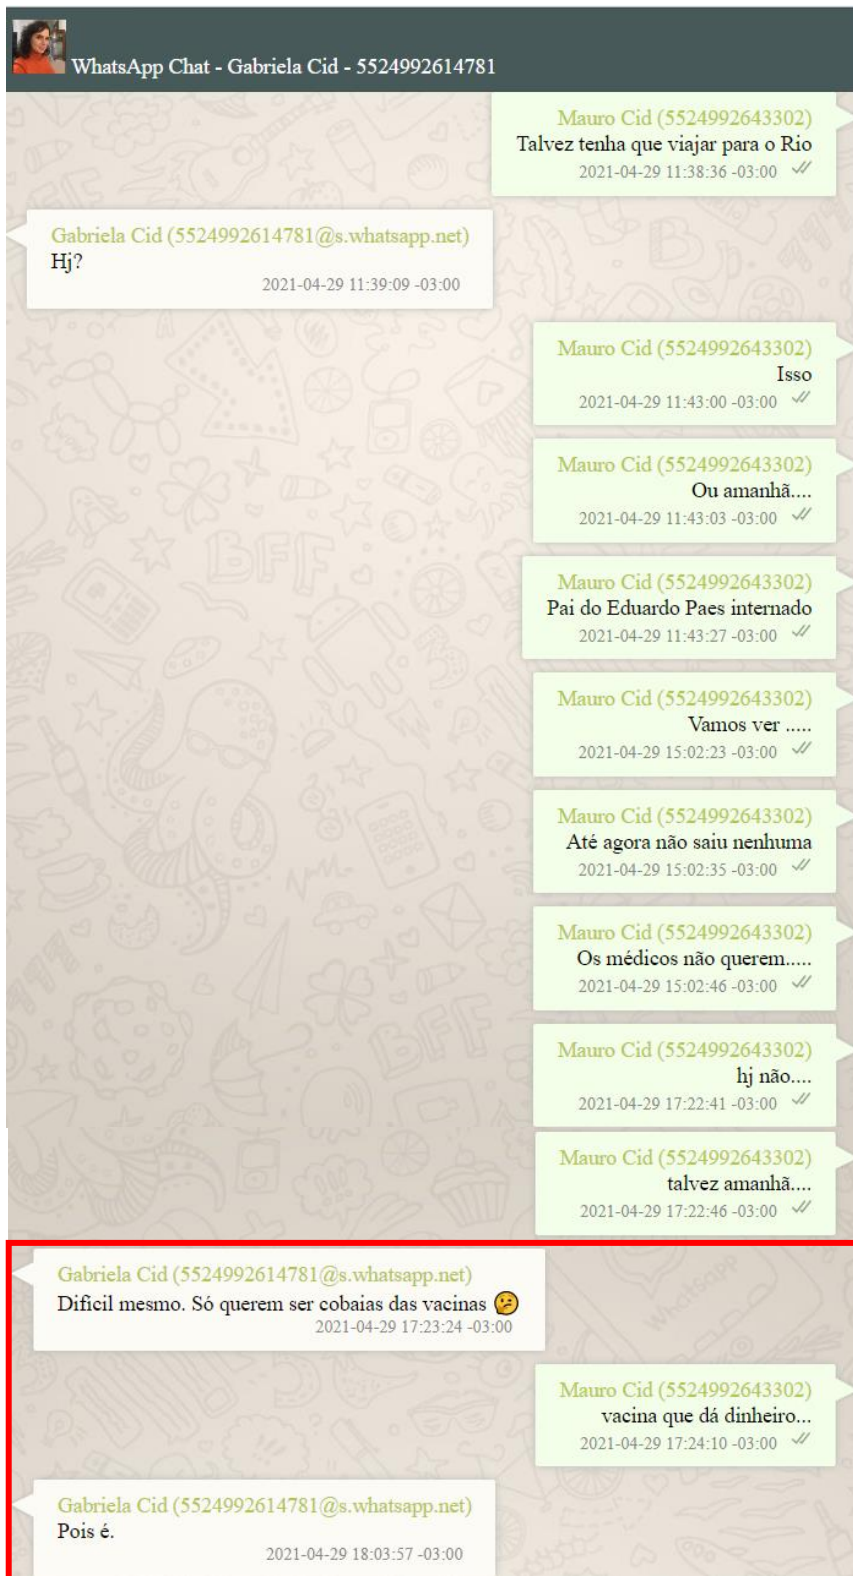 WhatsApp Chat - Gabriela Cid - 5524992614781
Mauro Cid (5524992643302)
Talvez tenha que viajar para o Rio
2021-04-29 11:38:36 -03:00
Gabriela Cid (5524992614781@s.whatsapp.net)
Hj?
2021-04-29 11:39:09 -03:00
Mauro Cid (5524992643302)
Isso
2021-04-29 11:43:00 -03:00
Mauro Cid (5524992643302)
Ou amanhã....
2021-04-29 11:43:03 -03:00
Mauro Cid (5524992643302)
Pai do Eduardo Paes internado
2021-04-29 11:43:27 -03:00
Mauro Cid (5524992643302)
Vamos ver .....
2021-04-29 15:02:23 -03:00
Mauro Cid (5524992643302)
Até agora não saiu nenhuma
2021-04-29 15:02:35 -03:00
Mauro Cid (5524992643302)
Os médicos não querem.....
2021-04-29 15:02:46 -03:00
Mauro Cid (5524992643302)
hj não....
2021-04-29 17:22:41 -03:00
Mauro Cid (5524992643302)
talvez amanhã....
2021-04-29 17:22:46 -03:00
Gabriela Cid (5524992614781@s.whatsapp.net)
Difícil mesmo. Só querem ser cobaias das vacinas 🤔
2021-04-29 17:23:24 -03:00
Mauro Cid (5524992643302)
vacina que dá dinheiro...
2021-04-29 17:24:10 -03:00
Gabriela Cid (5524992614781@s.whatsapp.net)
Pois é.
2021-04-29 18:03:57 -03:00